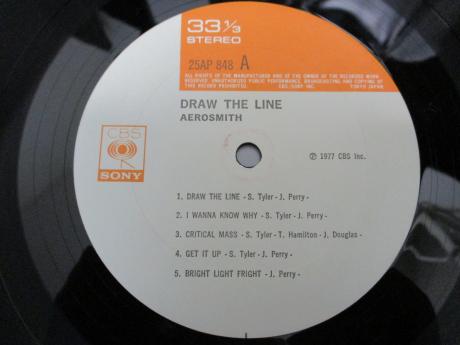 33 1/3
STEREO
25AP 848 A
ALL RIGHTS OF THE MANUFACTURER AND OF THE OWNER OF THE RECORDED WORK
RESERVED. UNAUTHORIZED PUBLIC PERFORMANCE, BROADCASTING AND COPYING OF
THIS RECORD PROHIBITED. CBS/SONY INC. TOKYO JAPAN
DRAW THE LINE
AEROSMITH
CBS
SONY
Ⓟ 1977 CBS Inc.
1. DRAW THE LINE - S. Tyler - J. Perry -
2. I WANNA KNOW WHY - S. Tyler - J. Perry -
3. CRITICAL MASS - S. Tyler - T. Hamilton - J. Douglas -
4. GET IT UP - S. Tyler - J. Perry -
5. BRIGHT LIGHT FRIGHT - J. Perry -